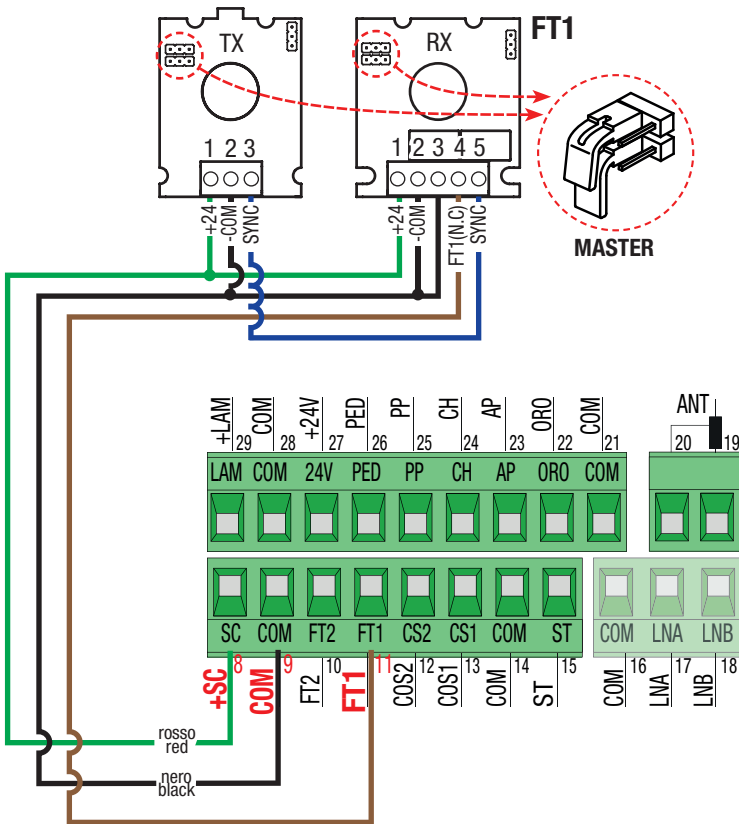 TX
RX
FT1
1 2 3
1 2 3 4 5
+24
-COM
SYNC
+24
-COM
FT1(N.C)
SYNC
MASTER
+LAM
COM
+24V
PED
PP
CH
AP
ORO
COM
ANT
29 28 27 26 25 24 23 22 21 20 19
LAM COM 24V PED PP CH AP ORO COM
SC COM FT2 FT1 CS2 CS1 COM ST COM LNA LNB
8 9 10 11 12 13 14 15 16 17 18
+SC
COM
FT2
FT1
COS2
COS1
COM
ST
COM
LNA
LNB
rosso
red
nero
black